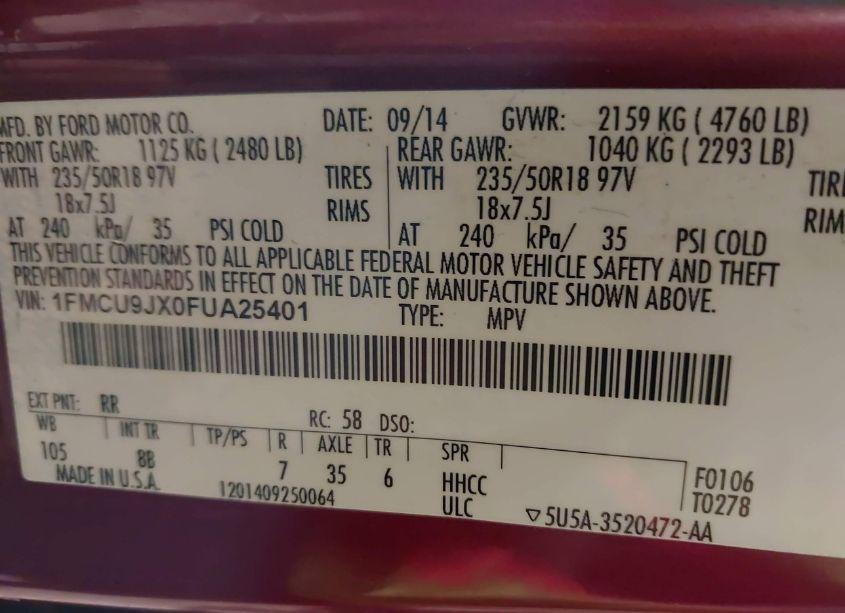 MFD. BY FORD MOTOR CO. DATE: 09/14 GVWR: 2159 KG ( 4760 LB)
FRONT GAWR: 1125 KG ( 2480 LB) REAR GAWR: 1040 KG ( 2293 LB)
WITH 235/50R18 97V TIRES WITH 235/50R18 97V TIRE
18x7.5J RIMS 18x7.5J RIM
AT 240 kPa/ 35 PSI COLD AT 240 kPa/ 35 PSI COLD
THIS VEHICLE CONFORMS TO ALL APPLICABLE FEDERAL MOTOR VEHICLE SAFETY AND THEFT
PREVENTION STANDARDS IN EFFECT ON THE DATE OF MANUFACTURE SHOWN ABOVE.
VIN: 1FMCU9JX0FUA25401 TYPE: MPV
EXT PNT: RR RC: 58 DSO:
WB INT TR TP/PS R AXLE TR SPR
105 8B 7 35 6 HHCC F0106
MADE IN U.S.A. 1201409250064 ULC T0278
▽5U5A-3520472-AA